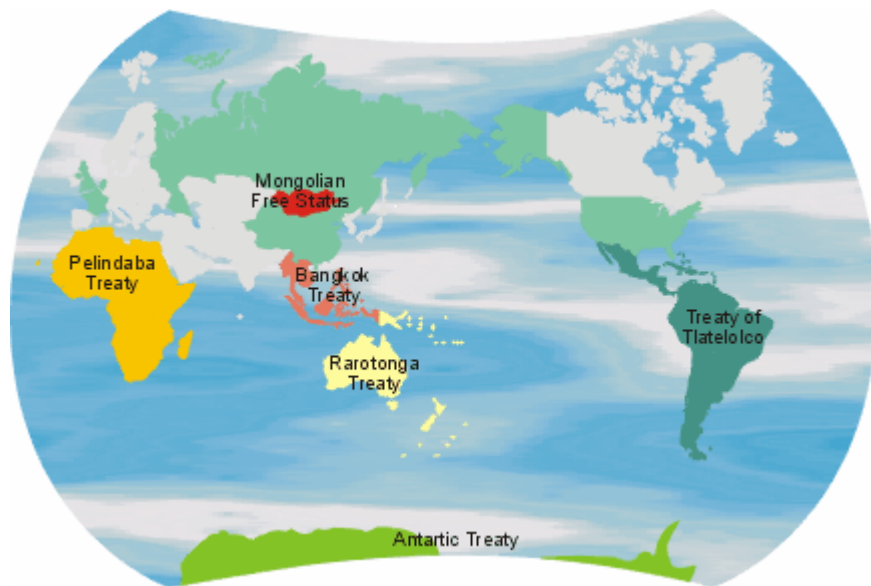 Mongolian
Free Status
Pelindaba
Treaty
Bangkok
Treaty
Treaty of
Tlatelolco
Rarotonga
Treaty
Antartic Treaty